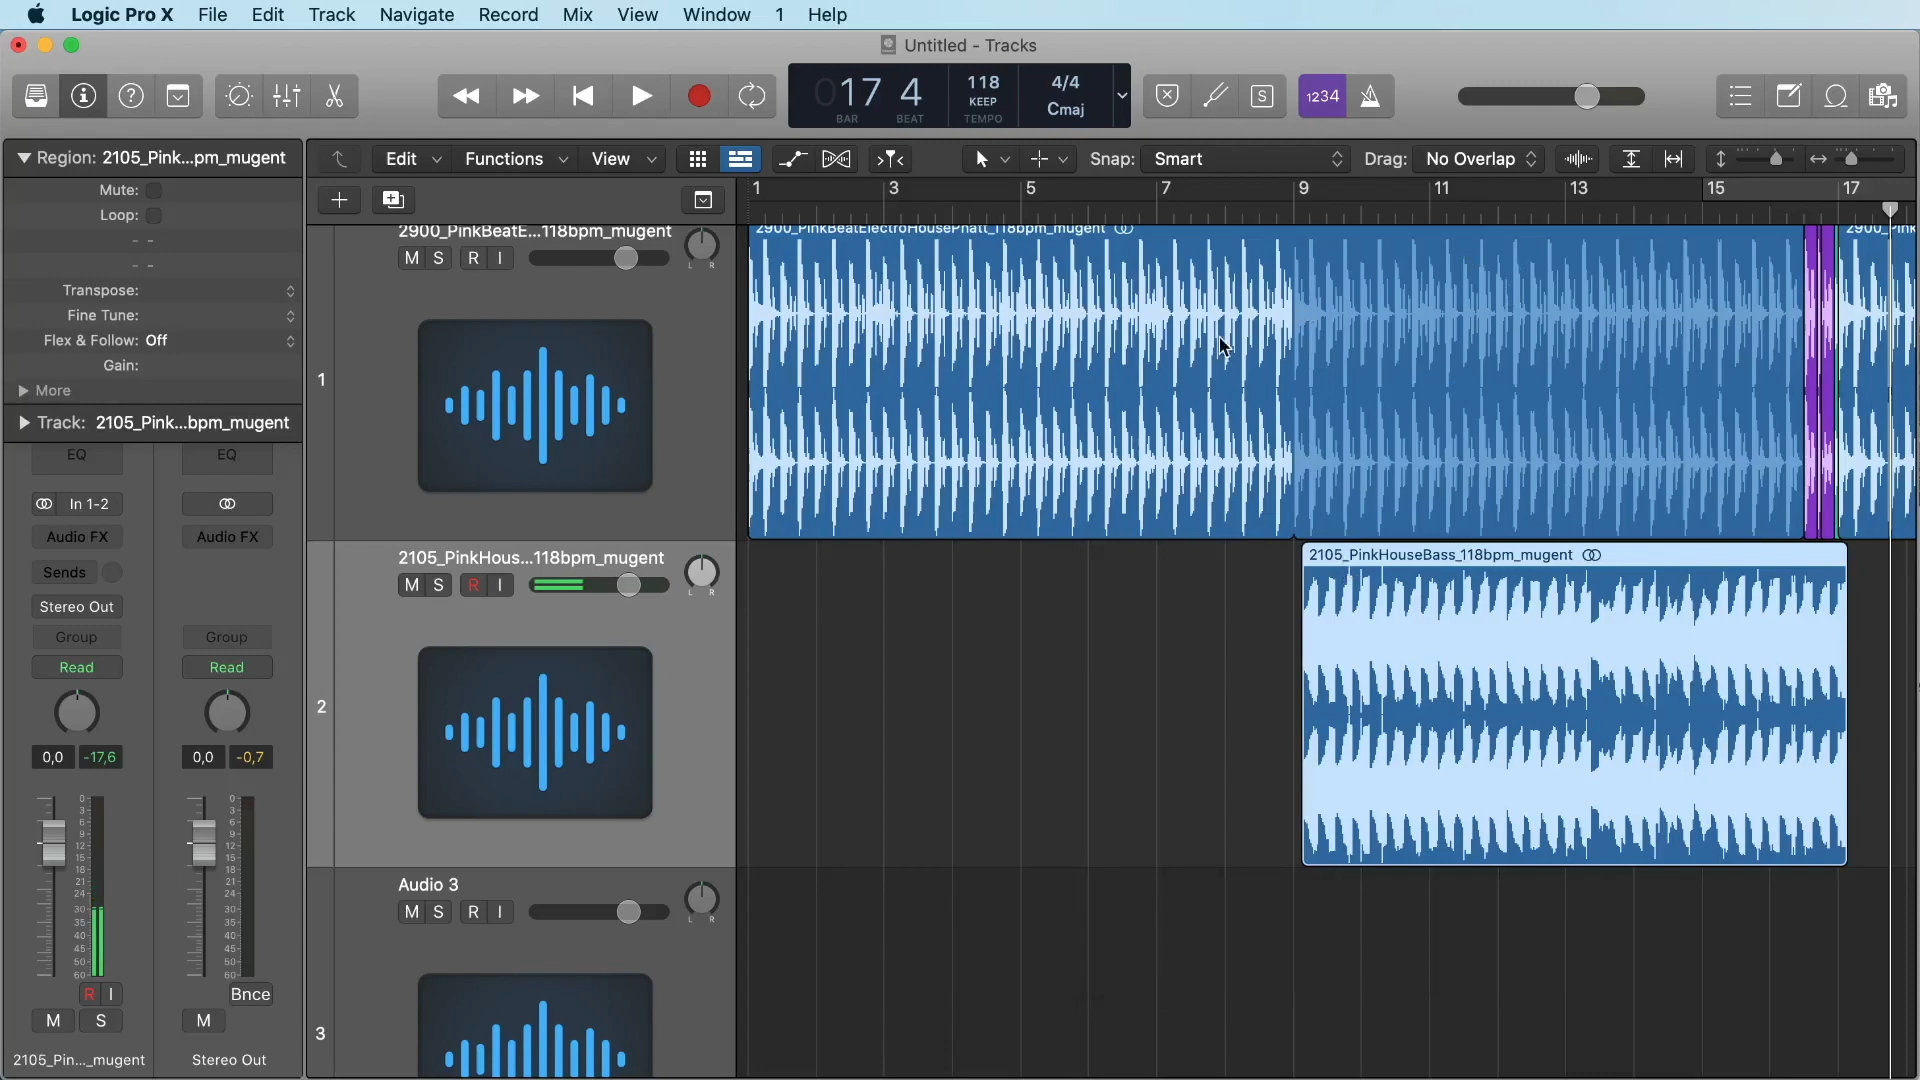 Logic Pro X File Edit Track Navigate Record Mix View Window 1 Help
Untitled - Tracks
017 4
BAR BEAT
118
KEEP
TEMPO
4/4
Cmaj
S
1234
Region: 2105_Pink...pm_mugent
Mute:
Loop:
- -
- -
Transpose:
Fine Tune:
Flex & Follow: Off
Gain:
More
Track: 2105_Pink...bpm_mugent
EQ EQ
In 1-2
Audio FX Audio FX
Sends
Stereo Out
Group Group
Read Read
0,0 -17,6 0,0 -0,7
0 0
3 3
6 6
9 9
12 12
15 15
18 18
21 21
24 24
30 30
35 35
40 40
45 45
50 50
60 60
R I Bnce
M S M
2105_Pin..._mugent Stereo Out
Edit Functions View Snap: Smart Drag: No Overlap
1 3 5 7 9 11 13 15 17
2900_PinkBeatE...118bpm_mugent
M S R I
L R
1
2900_PinkBeatElectroHousePhatt_118bpm_mugent
2900_Pink
2105_PinkHous...118bpm_mugent
M S R I
L R
2
2105_PinkHouseBass_118bpm_mugent
Audio 3
M S R I
L R
3